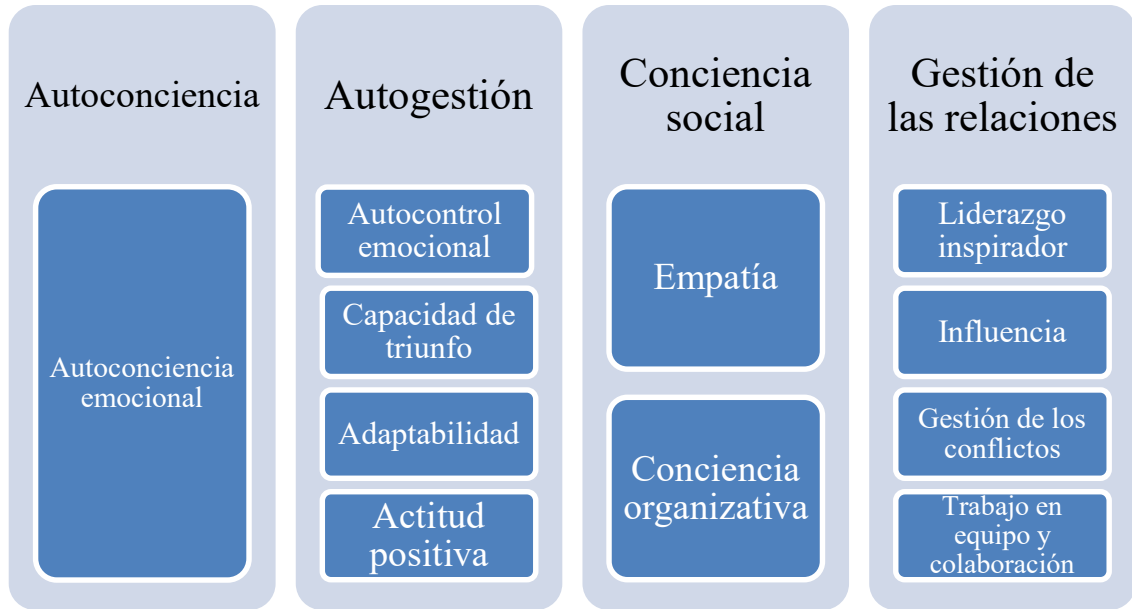 Autoconciencia
Autoconciencia
emocional
Autogestión
Autocontrol
emocional
Capacidad de
triunfo
Adaptabilidad
Actitud
positiva
Conciencia
social
Empatía
Conciencia
organizativa
Gestión de
las relaciones
Liderazgo
inspirador
Influencia
Gestión de los
conflictos
Trabajo en
equipo y
colaboración